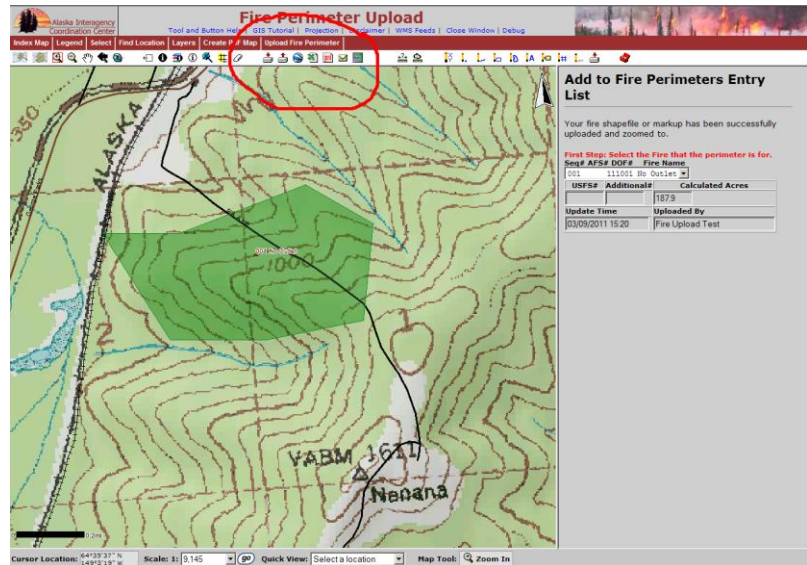 Alaska Interagency
Coordination Center
Fire Perimeter Upload
Tool and Button Help | GIS Tutorial | Projection | Disclaimer | WMS Feeds | Close Window | Debug
Index Map | Legend | Select | Find Location | Layers | Create PDF Map | Upload Fire Perimeter
Add to Fire Perimeters Entry
List
Your fire shapefile or markup has been successfully
uploaded and zoomed to.
First Step: Select the Fire that the perimeter is for.
Seq# AFS# DOF# Fire Name
001 111001 No Outlet
USFS# Additional# Calculated Acres
187.9
Update Time Uploaded By
03/09/2011 15:20 Fire Upload Test
350
ALASKA
1000
2
1
VABM 1611
Nenana
0 0.2mi
Cursor Location: 64°35'37" N
149°3'19" W
Scale: 1: 9,145 go Quick View: Select a location Map Tool: Zoom In